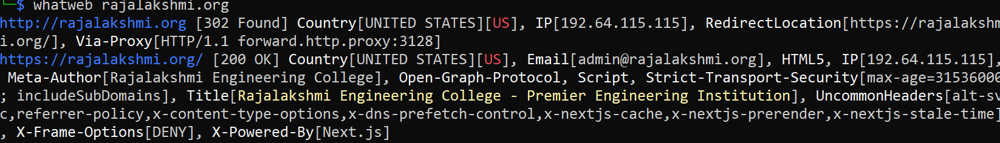 └─$ whatweb rajalakshmi.org
http://rajalakshmi.org [302 Found] Country[UNITED STATES][US], IP[192.64.115.115], RedirectLocation[https://rajalakshm
i.org/], Via-Proxy[HTTP/1.1 forward.http.proxy:3128]
https://rajalakshmi.org/ [200 OK] Country[UNITED STATES][US], Email[admin@rajalakshmi.org], HTML5, IP[192.64.115.115],
Meta-Author[Rajalakshmi Engineering College], Open-Graph-Protocol, Script, Strict-Transport-Security[max-age=31536000
; includeSubDomains], Title[Rajalakshmi Engineering College - Premier Engineering Institution], UncommonHeaders[alt-sv
c,referrer-policy,x-content-type-options,x-dns-prefetch-control,x-nextjs-cache,x-nextjs-prerender,x-nextjs-stale-time]
, X-Frame-Options[DENY], X-Powered-By[Next.js]